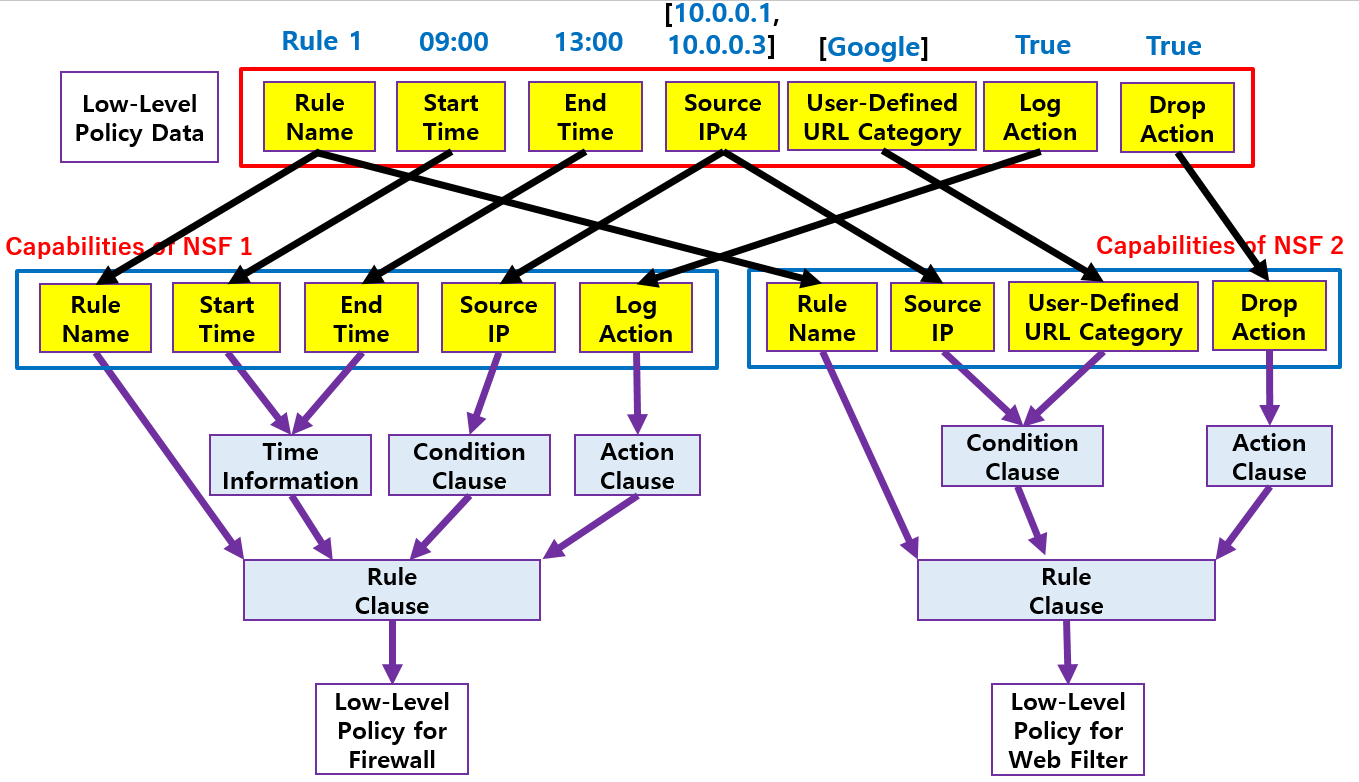 [10.0.0.1,
Rule 1 09:00 13:00 10.0.0.3] [Google] True True
Low-Level
Policy Data
Rule
Name
Start
Time
End
Time
Source
IPv4
User-Defined
URL Category
Log
Action
Drop
Action
Capabilities of NSF 1
Capabilities of NSF 2
Rule
Name
Start
Time
End
Time
Source
IP
Log
Action
Rule
Name
Source
IP
User-Defined
URL Category
Drop
Action
Time
Information
Condition
Clause
Action
Clause
Condition
Clause
Action
Clause
Rule
Clause
Rule
Clause
Low-Level
Policy for
Firewall
Low-Level
Policy for
Web Filter